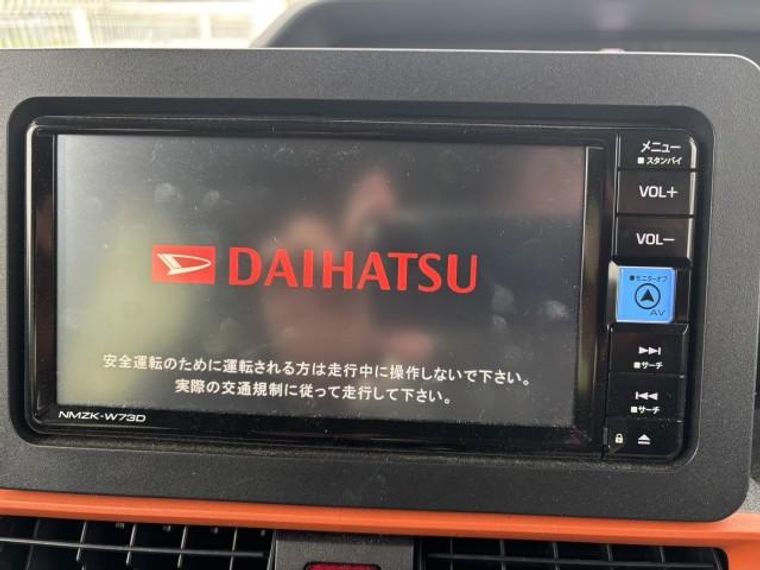 DAIHATSU
安全運転のために運転される方は走行中に操作しないで下さい。
実際の交通規制に従って走行して下さい。
NMZK-W73D
メニュー
■ スタンバイ
VOL+
VOL−
■モニターオフ
AV
■サーチ
■サーチ